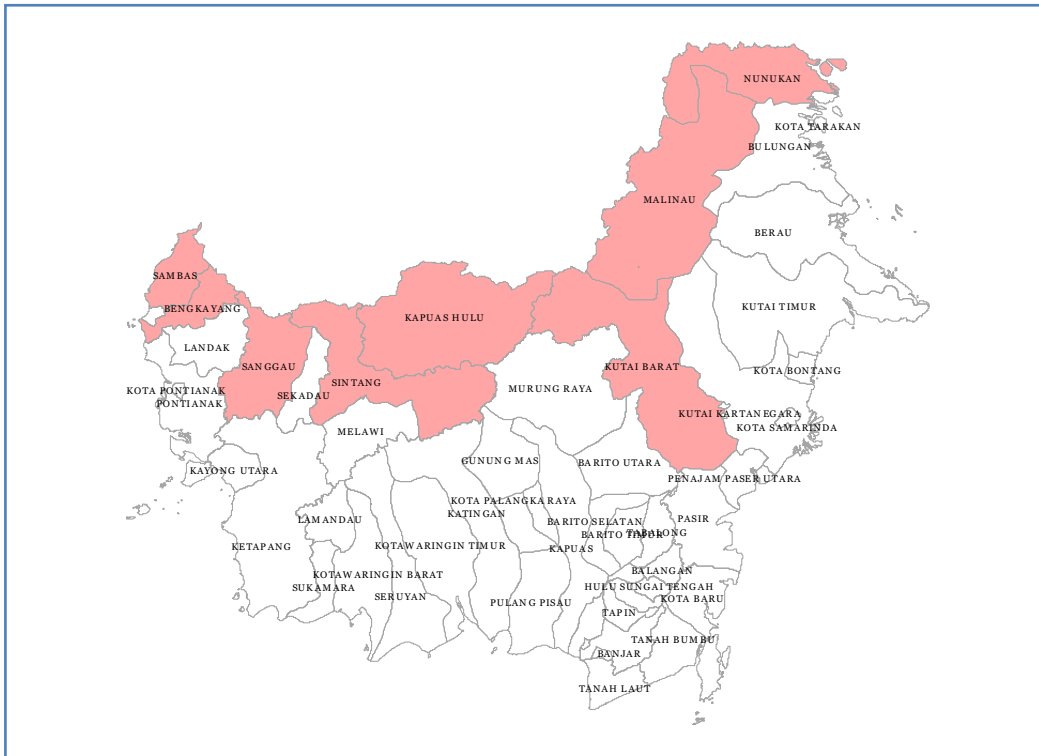 NUNUKAN
KOTA TARAKAN
BULUNGAN
MALINAU
BERAU
SAMBAS
BENGKAYANG
KUTAI TIMUR
KAPUAS HULU
LANDAK
SANGGAU
KUTAI BARAT
KOTA BONTANG
SINTANG
MURUNG RAYA
KOTA PONTIANAK
SEKADAU
PONTIANAK
KUTAI KARTANEGARA
KOTA SAMARINDA
MELAWI
GUNUNG MAS
BARITO UTARA
KAYONG UTARA
PENAJAM PASER UTARA
KOTA PALANGKA RAYA
KATINGAN
LAMANDAU
BARITO SELATAN
PASIR
BARITO TIMUR
TABALONG
KETAPANG
KOTAWARINGIN TIMUR
KAPUAS
BALANGAN
KOTAWARINGIN BARAT
SUKAMARA
HULU SUNGAI TENGAH
SERUYAN
KOTA BARU
PULANG PISAU
TAPIN
TANAH BUMBU
BANJAR
TANAH LAUT